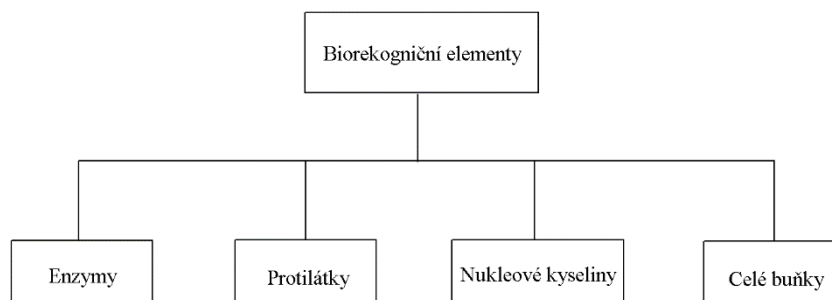 Biorekogniční elementy
Enzymy
Protilátky
Nukleové kyseliny
Celé buňky